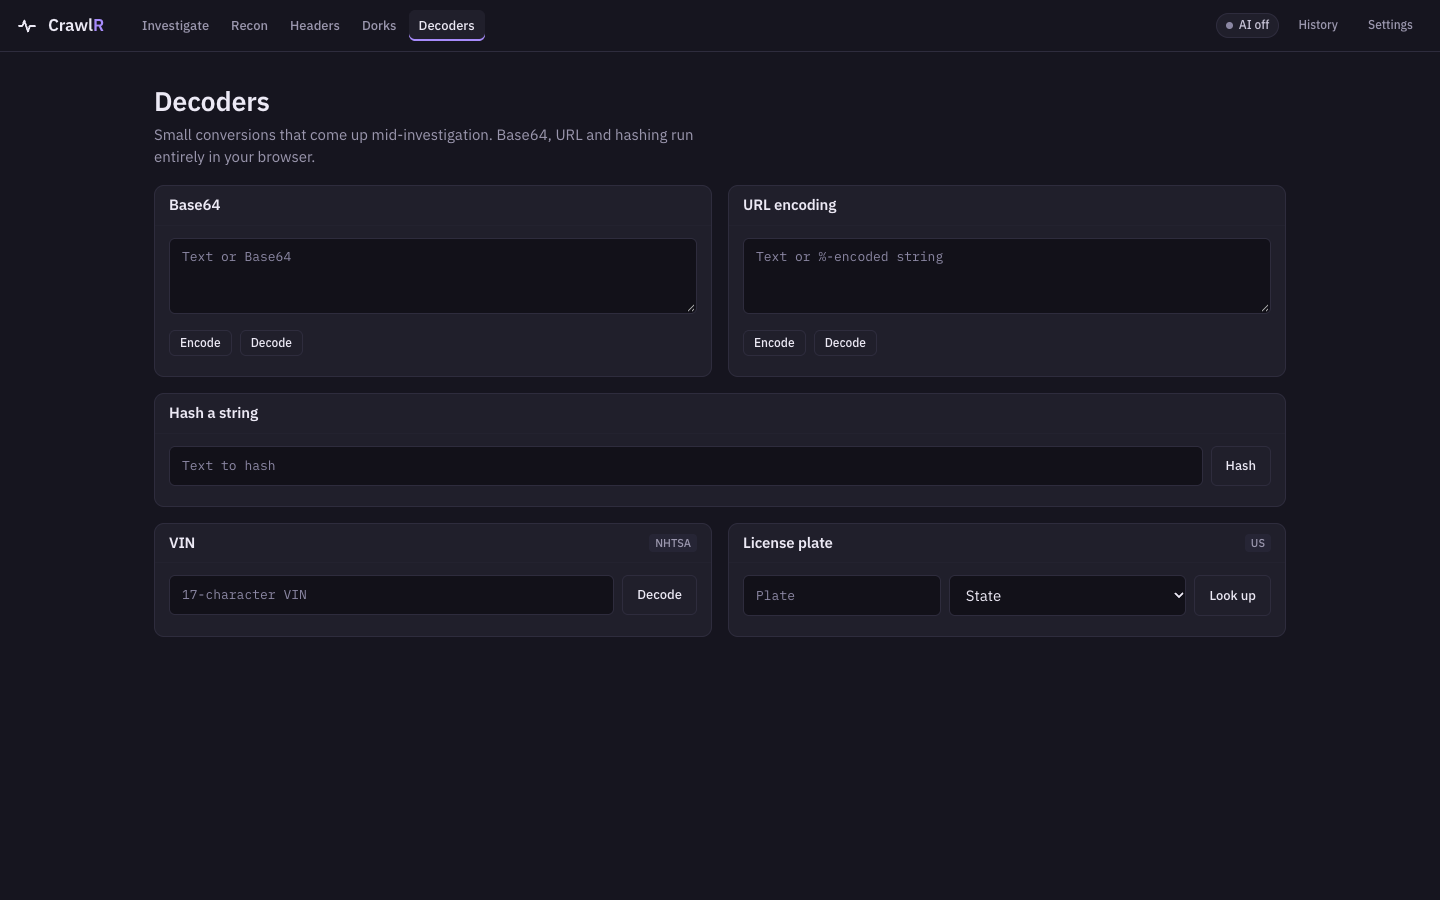 CrawlR
Investigate
Recon
Headers
Dorks
Decoders
AI off
History
Settings
Decoders
Small conversions that come up mid-investigation. Base64, URL and hashing run
entirely in your browser.
Base64
Text or Base64
Encode
Decode
URL encoding
Text or %-encoded string
Encode
Decode
Hash a string
Text to hash
Hash
VIN
NHTSA
17-character VIN
Decode
License plate
US
Plate
State
Look up